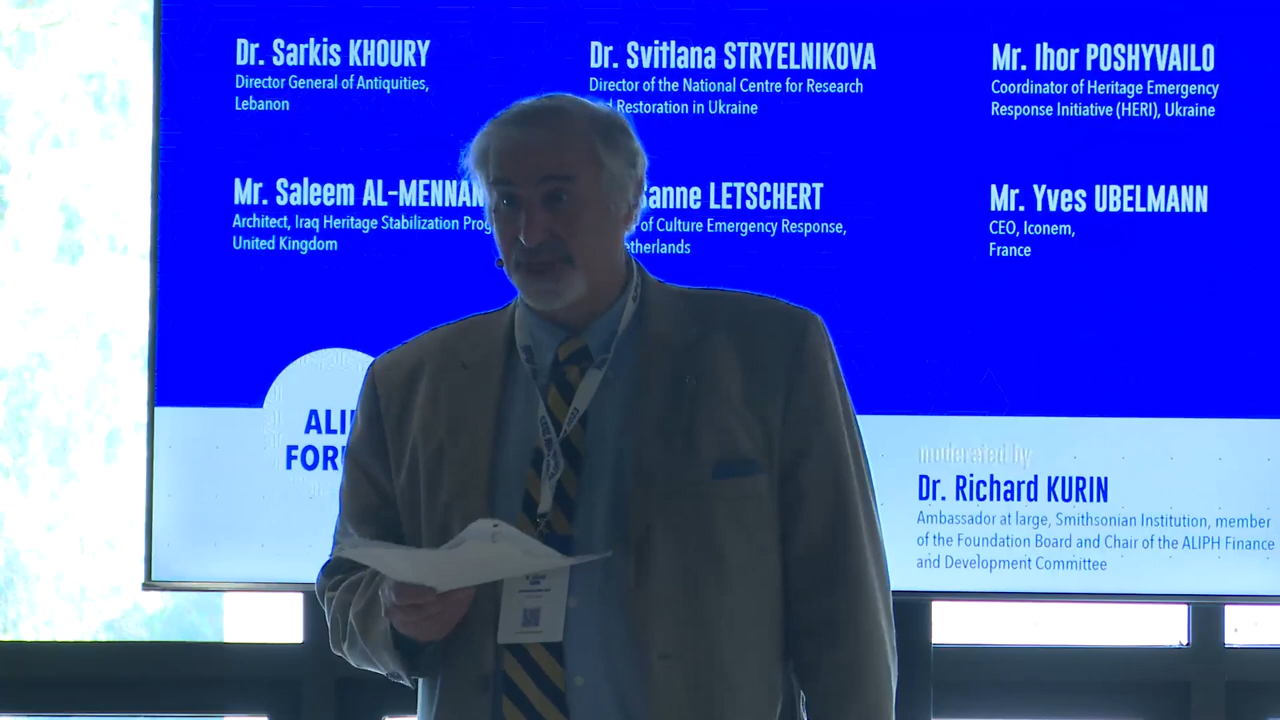 Dr. Sarkis KHOURY
Director General of Antiquities,
Lebanon
Dr. Svitlana STRYELNIKOVA
Director of the National Centre for Research
Restoration in Ukraine
Mr. Ihor POSHYVAILO
Coordinator of Heritage Emergency
Response Initiative (HERI), Ukraine
Mr. Saleem AL-MENNAN
Architect, Iraq Heritage Stabilization Prog
United Kingdom
anne LETSCHERT
of Culture Emergency Response,
etherlands
Mr. Yves UBELMANN
CEO, Iconem,
France
ALI
FOR
moderated by
Dr. Richard KURIN
Ambassador at large, Smithsonian Institution, member
of the Foundation Board and Chair of the ALIPH Finance
and Development Committee